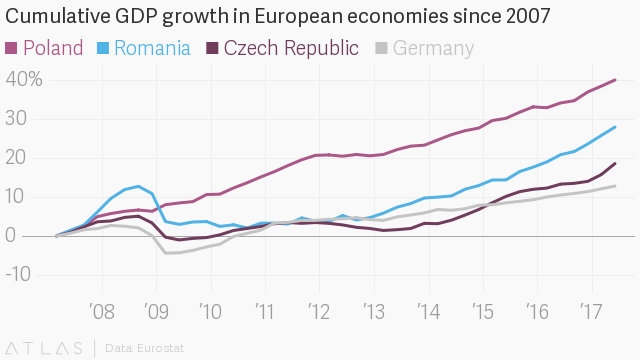 Cumulative GDP growth in European economies since 2007
Poland Romania Czech Republic Germany
40%
30
20
10
0
-10
'08 '09 '10 '11 '12 '13 '14 '15 '16 '17
ATLAS Data: Eurostat